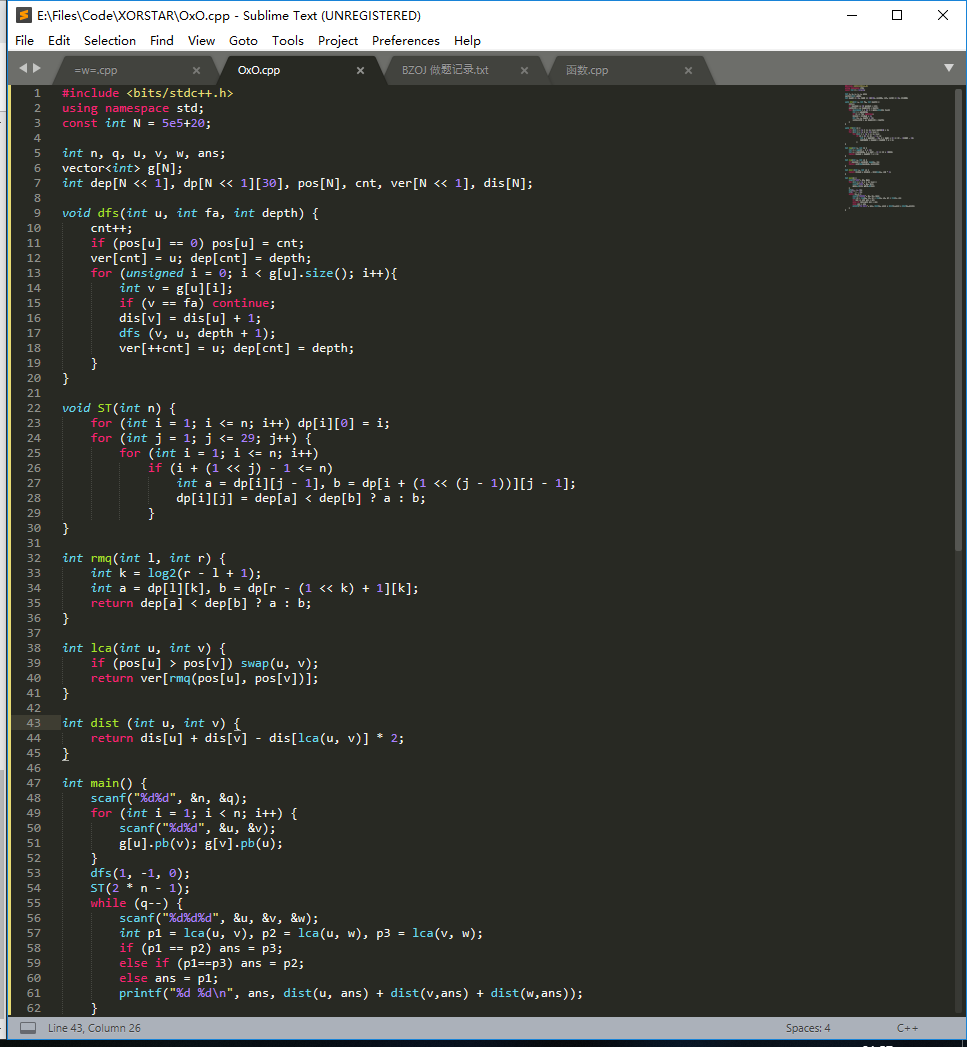 E:\Files\Code\XORSTAR\OxO.cpp - Sublime Text (UNREGISTERED)
File Edit Selection Find View Goto Tools Project Preferences Help
=w=.cpp OxO.cpp BZOJ 做题记录.txt 函数.cpp
1 #include <bits/stdc++.h>
2 using namespace std;
3 const int N = 5e5+20;
4
5 int n, q, u, v, w, ans;
6 vector<int> g[N];
7 int dep[N << 1], dp[N << 1][30], pos[N], cnt, ver[N << 1], dis[N];
8
9 void dfs(int u, int fa, int depth) {
10     cnt++;
11     if (pos[u] == 0) pos[u] = cnt;
12     ver[cnt] = u; dep[cnt] = depth;
13     for (unsigned i = 0; i < g[u].size(); i++){
14         int v = g[u][i];
15         if (v == fa) continue;
16         dis[v] = dis[u] + 1;
17         dfs (v, u, depth + 1);
18         ver[++cnt] = u; dep[cnt] = depth;
19     }
20 }
21
22 void ST(int n) {
23     for (int i = 1; i <= n; i++) dp[i][0] = i;
24     for (int j = 1; j <= 29; j++) {
25         for (int i = 1; i <= n; i++)
26             if (i + (1 << j) - 1 <= n)
27                 int a = dp[i][j - 1], b = dp[i + (1 << (j - 1))][j - 1];
28                 dp[i][j] = dep[a] < dep[b] ? a : b;
29             }
30 }
31
32 int rmq(int l, int r) {
33     int k = log2(r - l + 1);
34     int a = dp[l][k], b = dp[r - (1 << k) + 1][k];
35     return dep[a] < dep[b] ? a : b;
36 }
37
38 int lca(int u, int v) {
39     if (pos[u] > pos[v]) swap(u, v);
40     return ver[rmq(pos[u], pos[v])];
41 }
42
43 int dist (int u, int v) {
44     return dis[u] + dis[v] - dis[lca(u, v)] * 2;
45 }
46
47 int main() {
48     scanf("%d%d", &n, &q);
49     for (int i = 1; i < n; i++) {
50         scanf("%d%d", &u, &v);
51         g[u].pb(v); g[v].pb(u);
52     }
53     dfs(1, -1, 0);
54     ST(2 * n - 1);
55     while (q--) {
56         scanf("%d%d%d", &u, &v, &w);
57         int p1 = lca(u, v), p2 = lca(u, w), p3 = lca(v, w);
58         if (p1 == p2) ans = p3;
59         else if (p1==p3) ans = p2;
60         else ans = p1;
61         printf("%d %d\n", ans, dist(u, ans) + dist(v,ans) + dist(w,ans));
62     }
Line 43, Column 26 Spaces: 4 C++